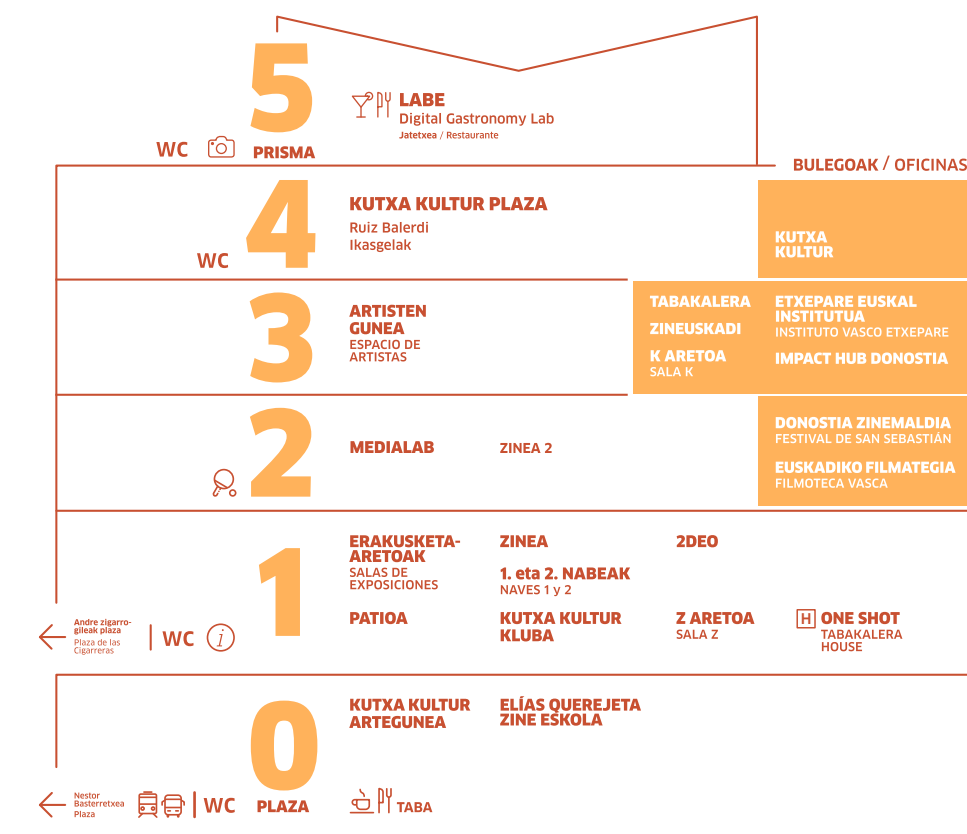 5
LABE
Digital Gastronomy Lab
Jatetxea / Restaurante
WC
PRISMA
BULEGOAK / OFICINAS
4
KUTXA KULTUR PLAZA
Ruiz Balerdi
Ikasgelak
WC
KUTXA
KULTUR
3
ARTISTEN
GUNEA
ESPACIO DE
ARTISTAS
TABAKALERA
ZINEUSKADI
K ARETOA
SALA K
ETXEPARE EUSKAL
INSTITUTUA
INSTITUTO VASCO ETXEPARE
IMPACT HUB DONOSTIA
2
MEDIALAB
ZINEA 2
DONOSTIA ZINEMALDIA
FESTIVAL DE SAN SEBASTIÁN
EUSKADIKO FILMATEGIA
FILMOTECA VASCA
1
ERAKUSKETA-
ARETOAK
SALAS DE
EXPOSICIONES
ZINEA
2DEO
1. eta 2. NABEAK
NAVES 1 y 2
PATIOA
KUTXA KULTUR
KLUBA
Z ARETOA
SALA Z
H ONE SHOT
TABAKALERA
HOUSE
Andre zigarro-
gileak plaza
Plaza de las
Cigarreras
WC
i
0
KUTXA KULTUR
ARTEGUNEA
ELÍAS QUEREJETA
ZINE ESKOLA
Nestor
Basterretxea
Plaza
WC
PLAZA
TABA